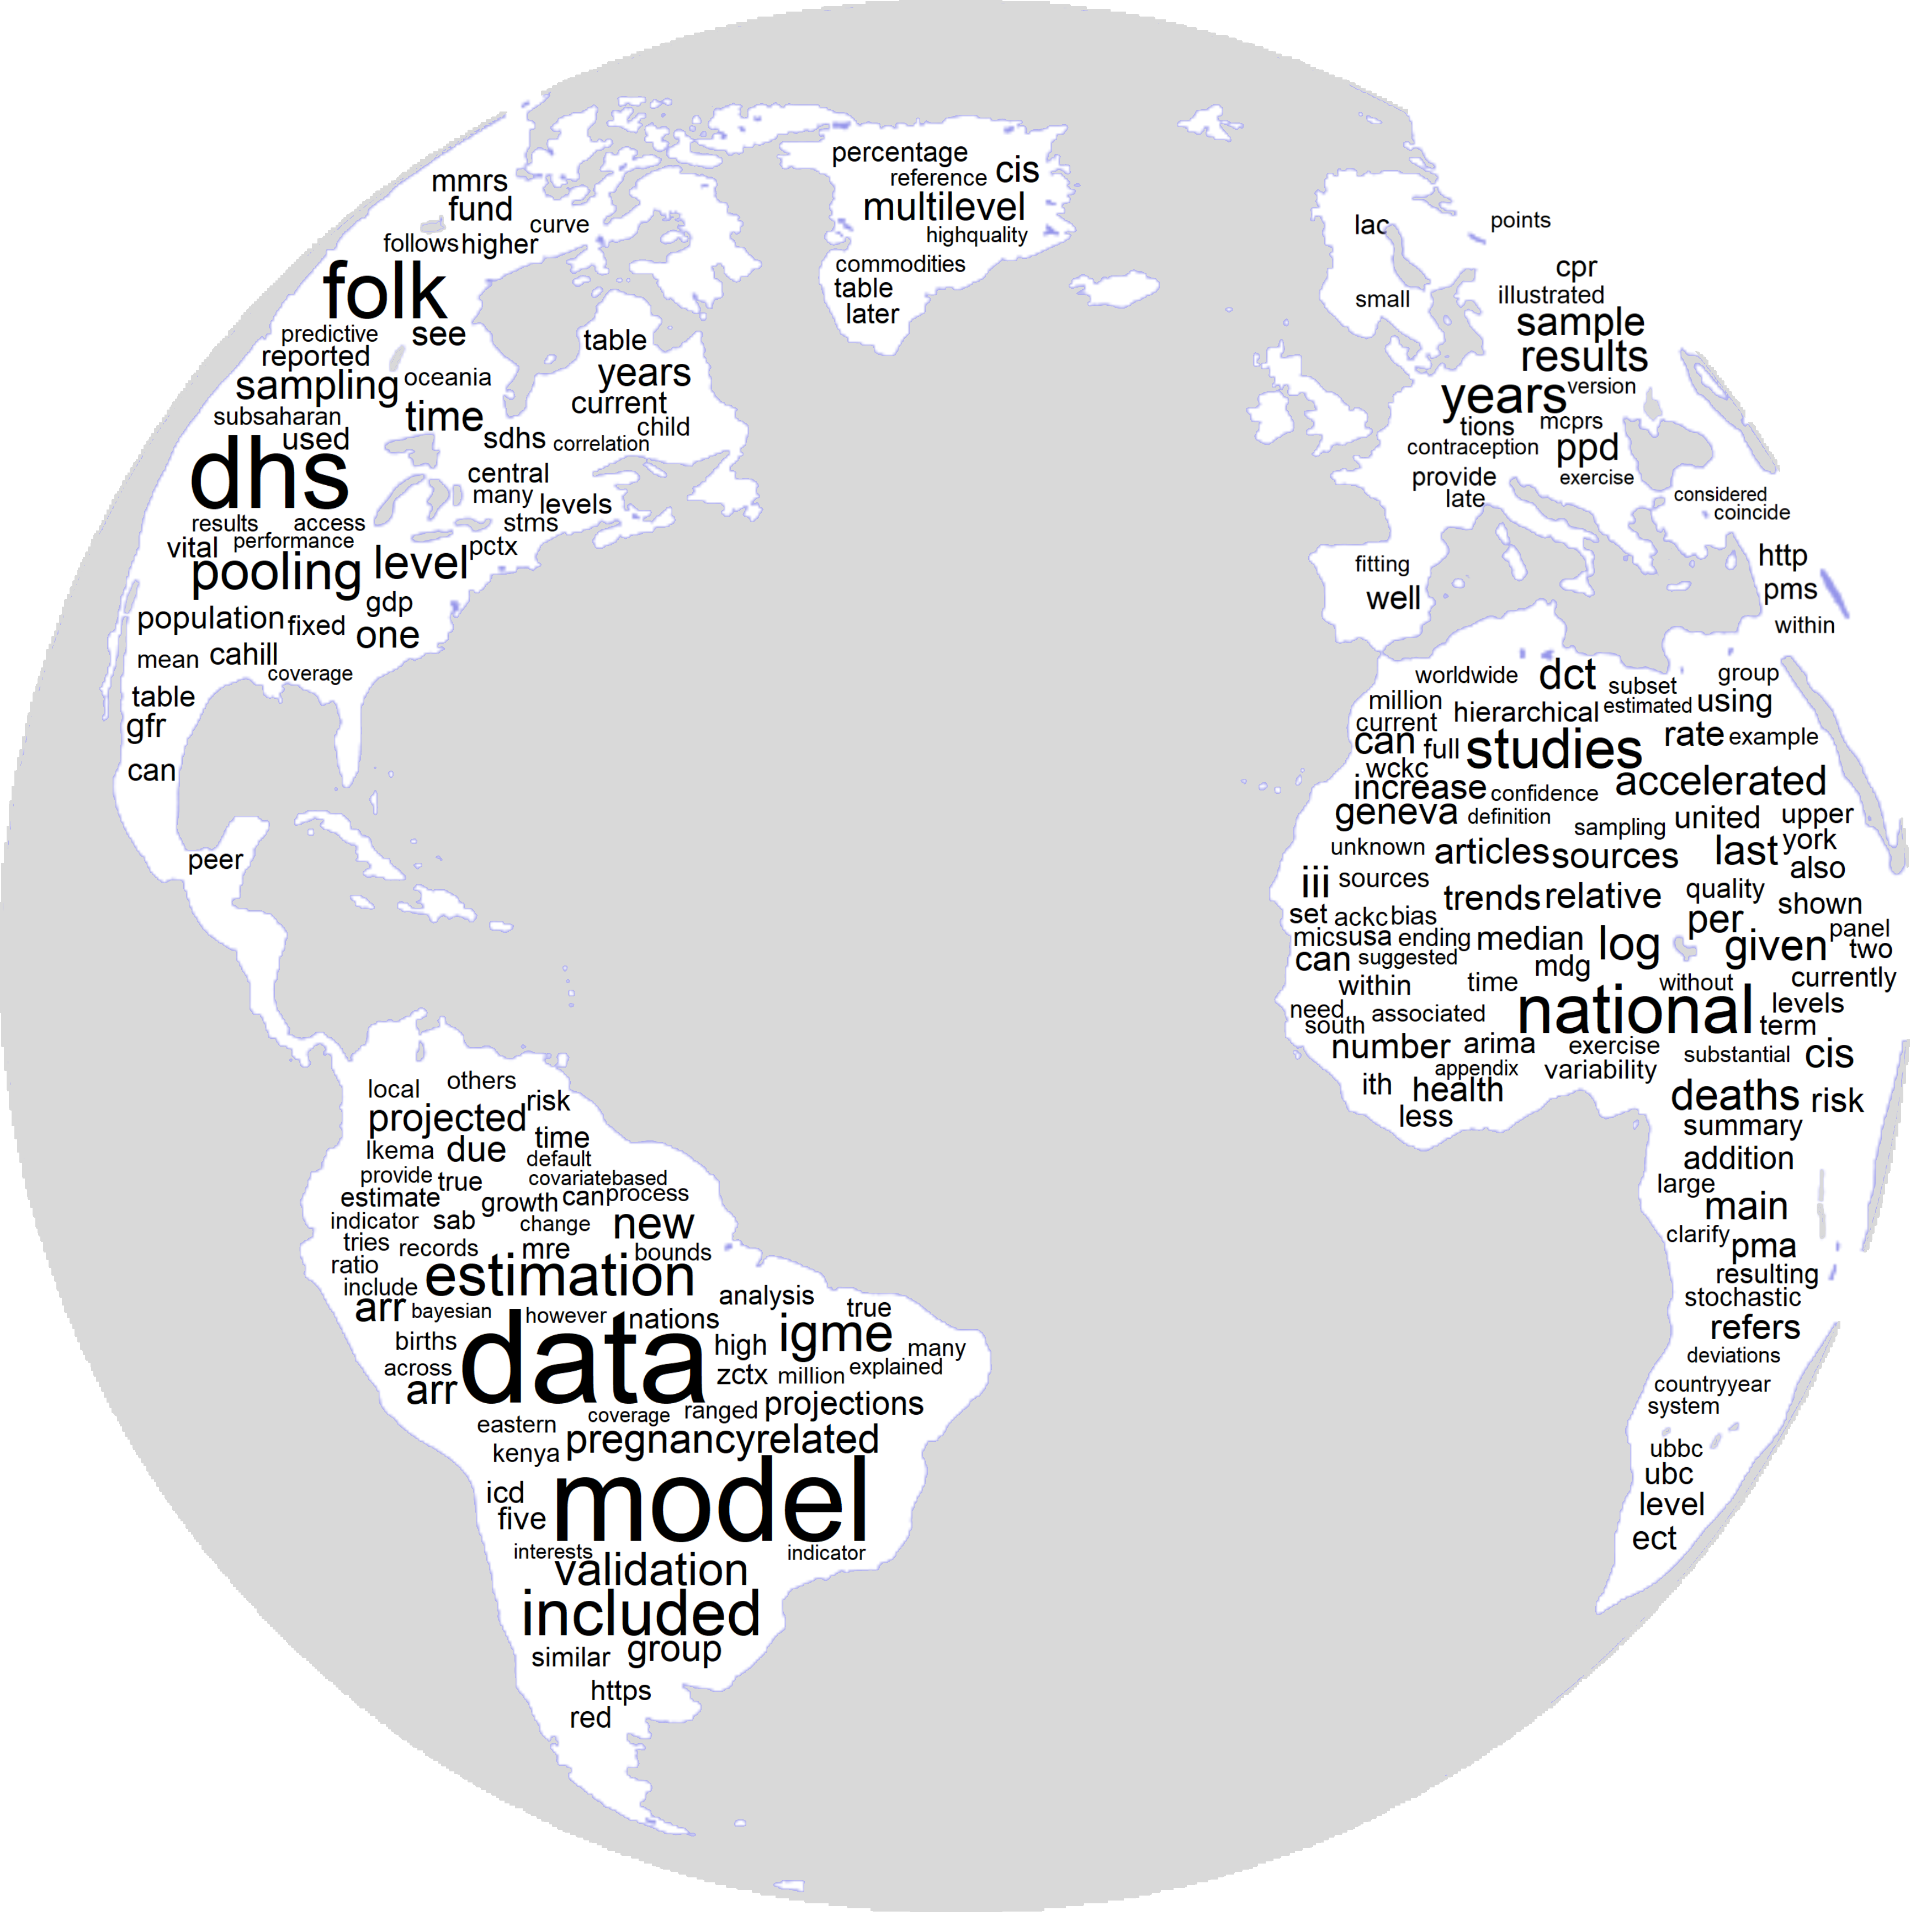 mmrs
fund
curve
follows higher
folk
predictive see
reported
sampling oceania
subsaharan time
used
dhs
results access
vital performance
pooling level
population fixed gdp
one
mean cahill
coverage
table
gfr
can
peer
table
years
current
child
sdhs correlation
central
many levels
stms
pctx
percentage
reference cis
multilevel
highquality
commodities
table
later
lac points
cpr
small illustrated
sample
results
years version
tions mcprs
contraception ppd
provide exercise
late considered
coincide
fitting http
well pms
within
worldwide dct subset group
million hierarchical estimated using
current
can full studies rate example
wckc
increase confidence accelerated
geneva definition sampling united upper
unknown articles sources last york
also
iii sources trends relative quality shown
set ackc bias per panel
mics usa ending median log given two
can suggested mdg
within time without currently
need associated national levels
south term
number arima exercise substantial cis
appendix variability
ith health deaths risk
less summary
addition
large main
clarify pma
resulting
stochastic
refers
deviations
countryyear
system
ubbc
ubc
level
ect
local others
projected risk
lkema due time
default
provide true covariatebased
estimate growth can process
indicator sab change new
tries records mre bounds
ratio estimation
include
arr bayesian however nations analysis true
births data high igme many
across zctx million explained
arr
coverage ranged projections
eastern
kenya pregnancyrelated
icd model
five
interests indicator
validation
included
similar group
https
red